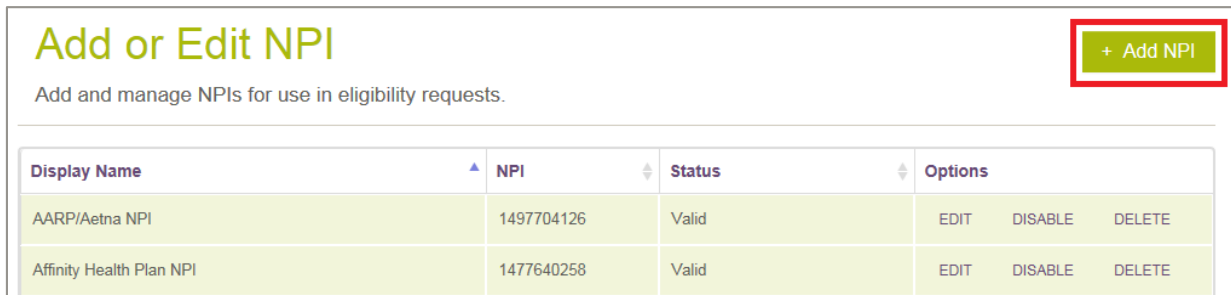 Add or Edit NPI
+ Add NPI
Add and manage NPIs for use in eligibility requests.
Display Name NPI Status Options
AARP/Aetna NPI 1497704126 Valid EDIT DISABLE DELETE
Affinity Health Plan NPI 1477640258 Valid EDIT DISABLE DELETE